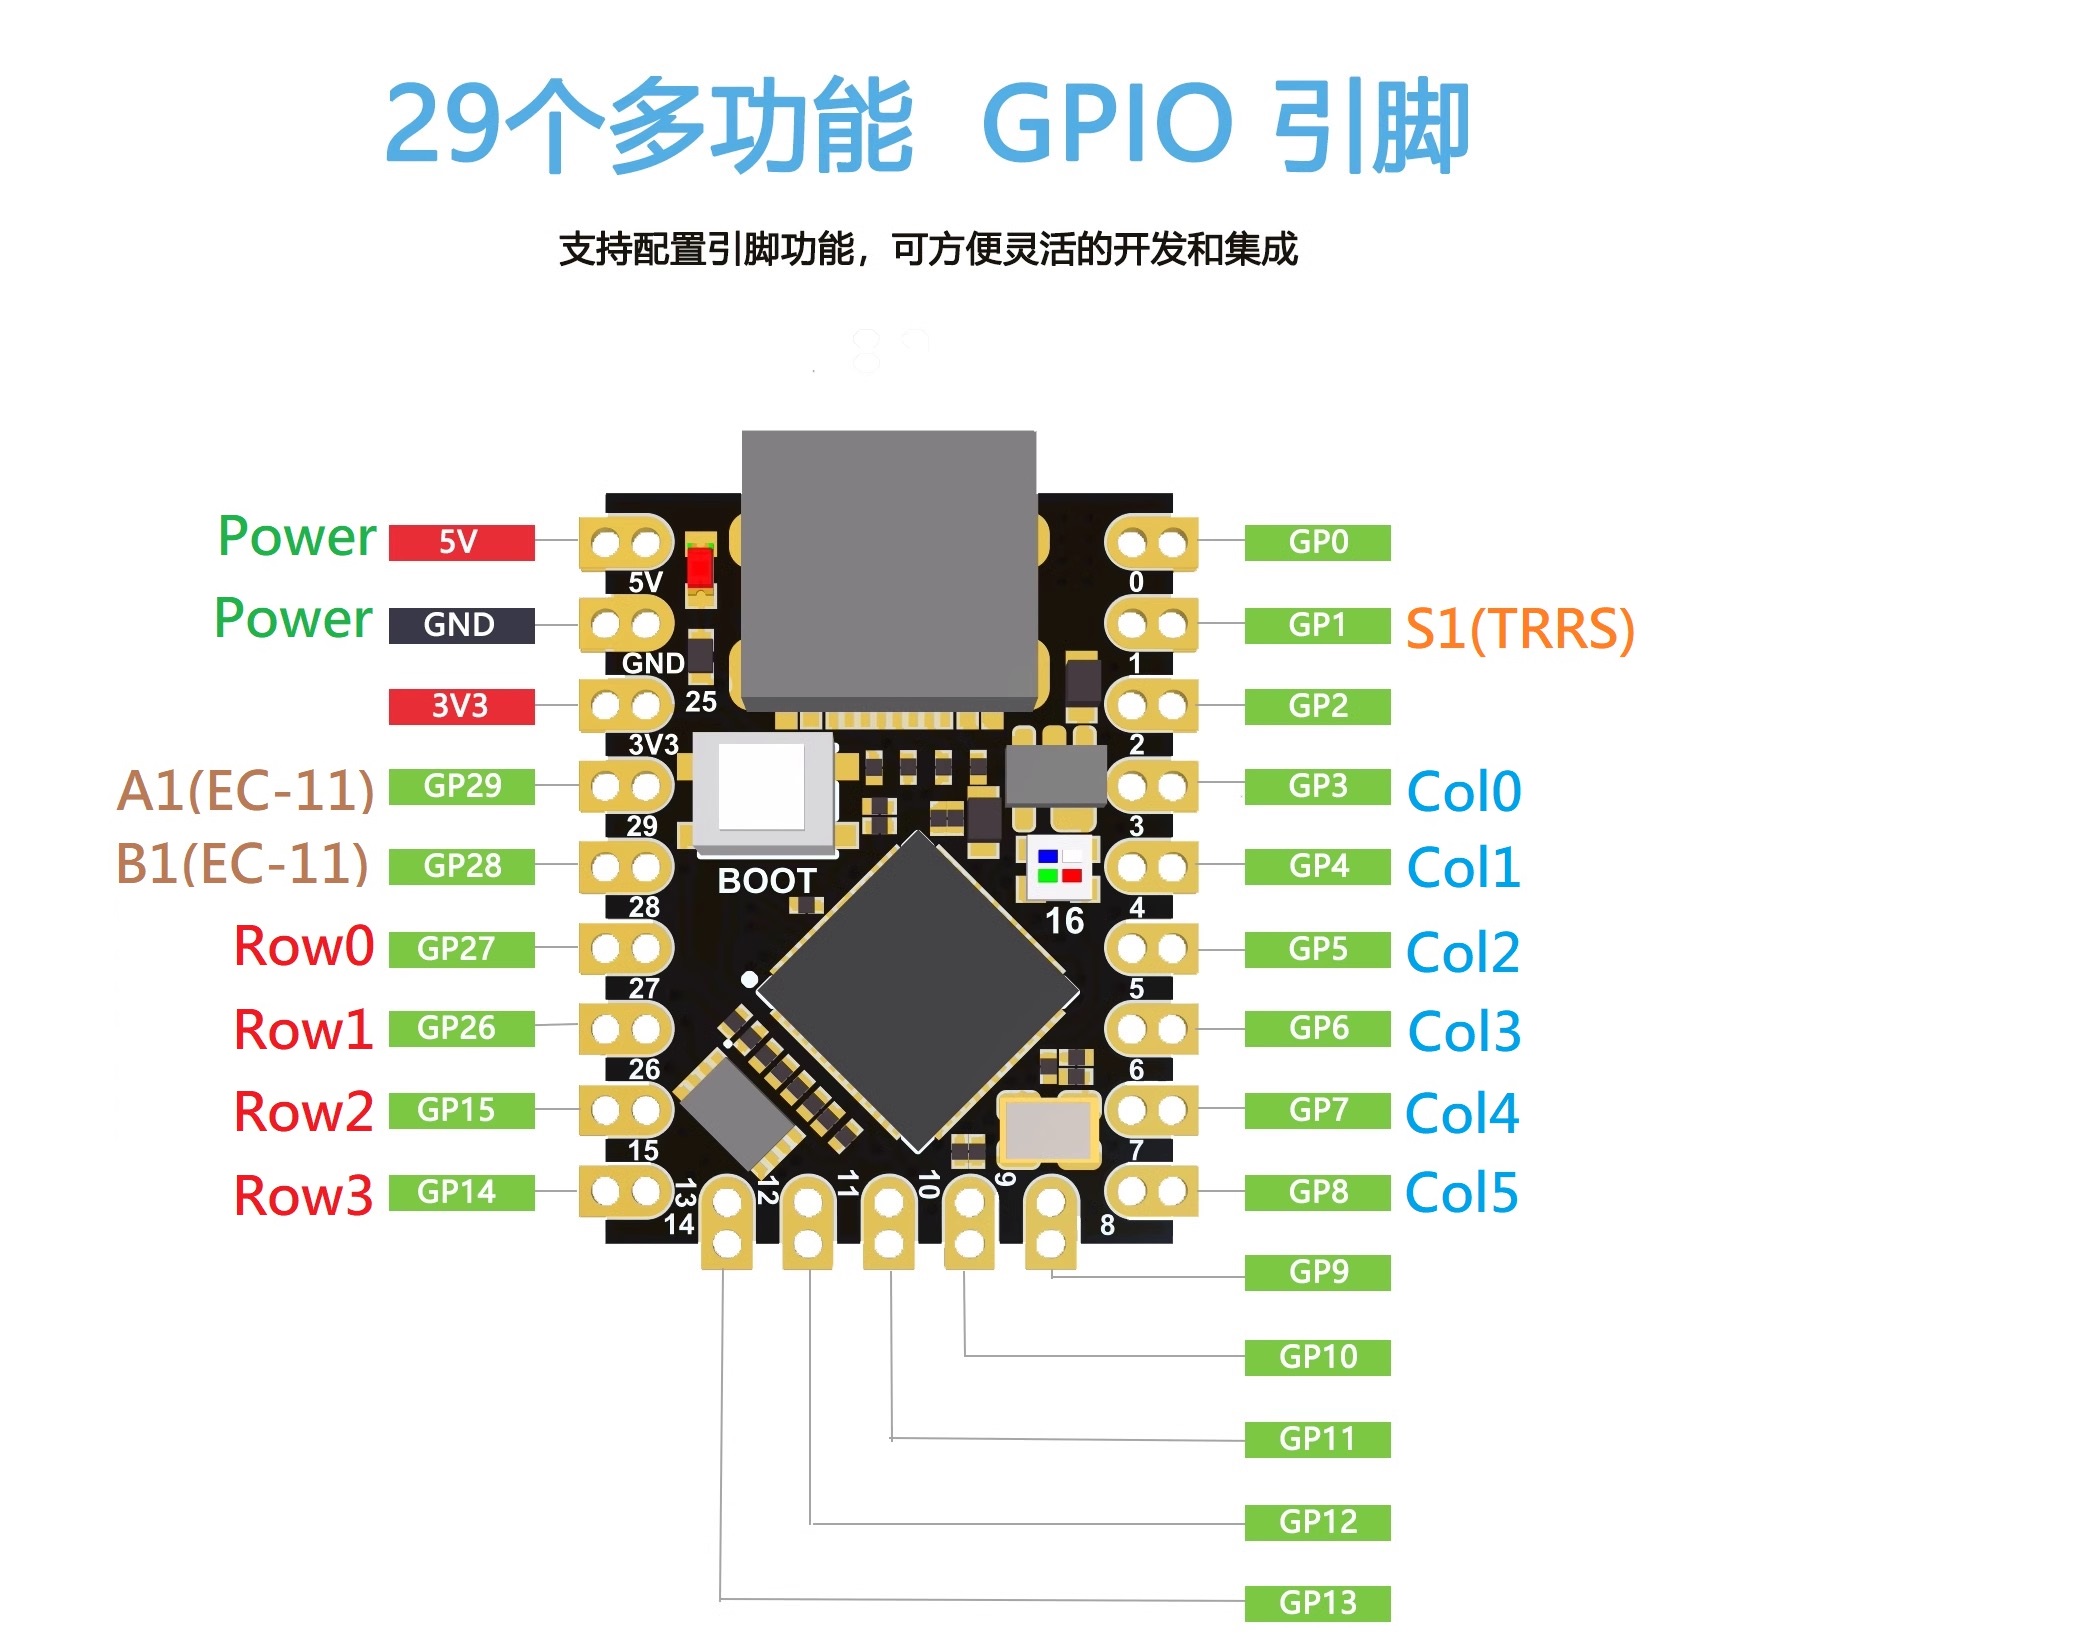 29个多功能 GPIO 引脚
支持配置引脚功能，可方便灵活的开发和集成
Power 5V 5V 0 GP0
Power GND GND 1 GP1 S1(TRRS)
25
3V3 3V3 2 GP2
A1(EC-11) GP29 29 3 GP3 Col0
B1(EC-11) GP28 28 BOOT 4 GP4 Col1
16
Row0 GP27 27 5 GP5 Col2
Row1 GP26 26 6 GP6 Col3
Row2 GP15 15 7 GP7 Col4
Row3 GP14 14 13 12 11 10 9 8 GP8 Col5
GP9
GP10
GP11
GP12
GP13